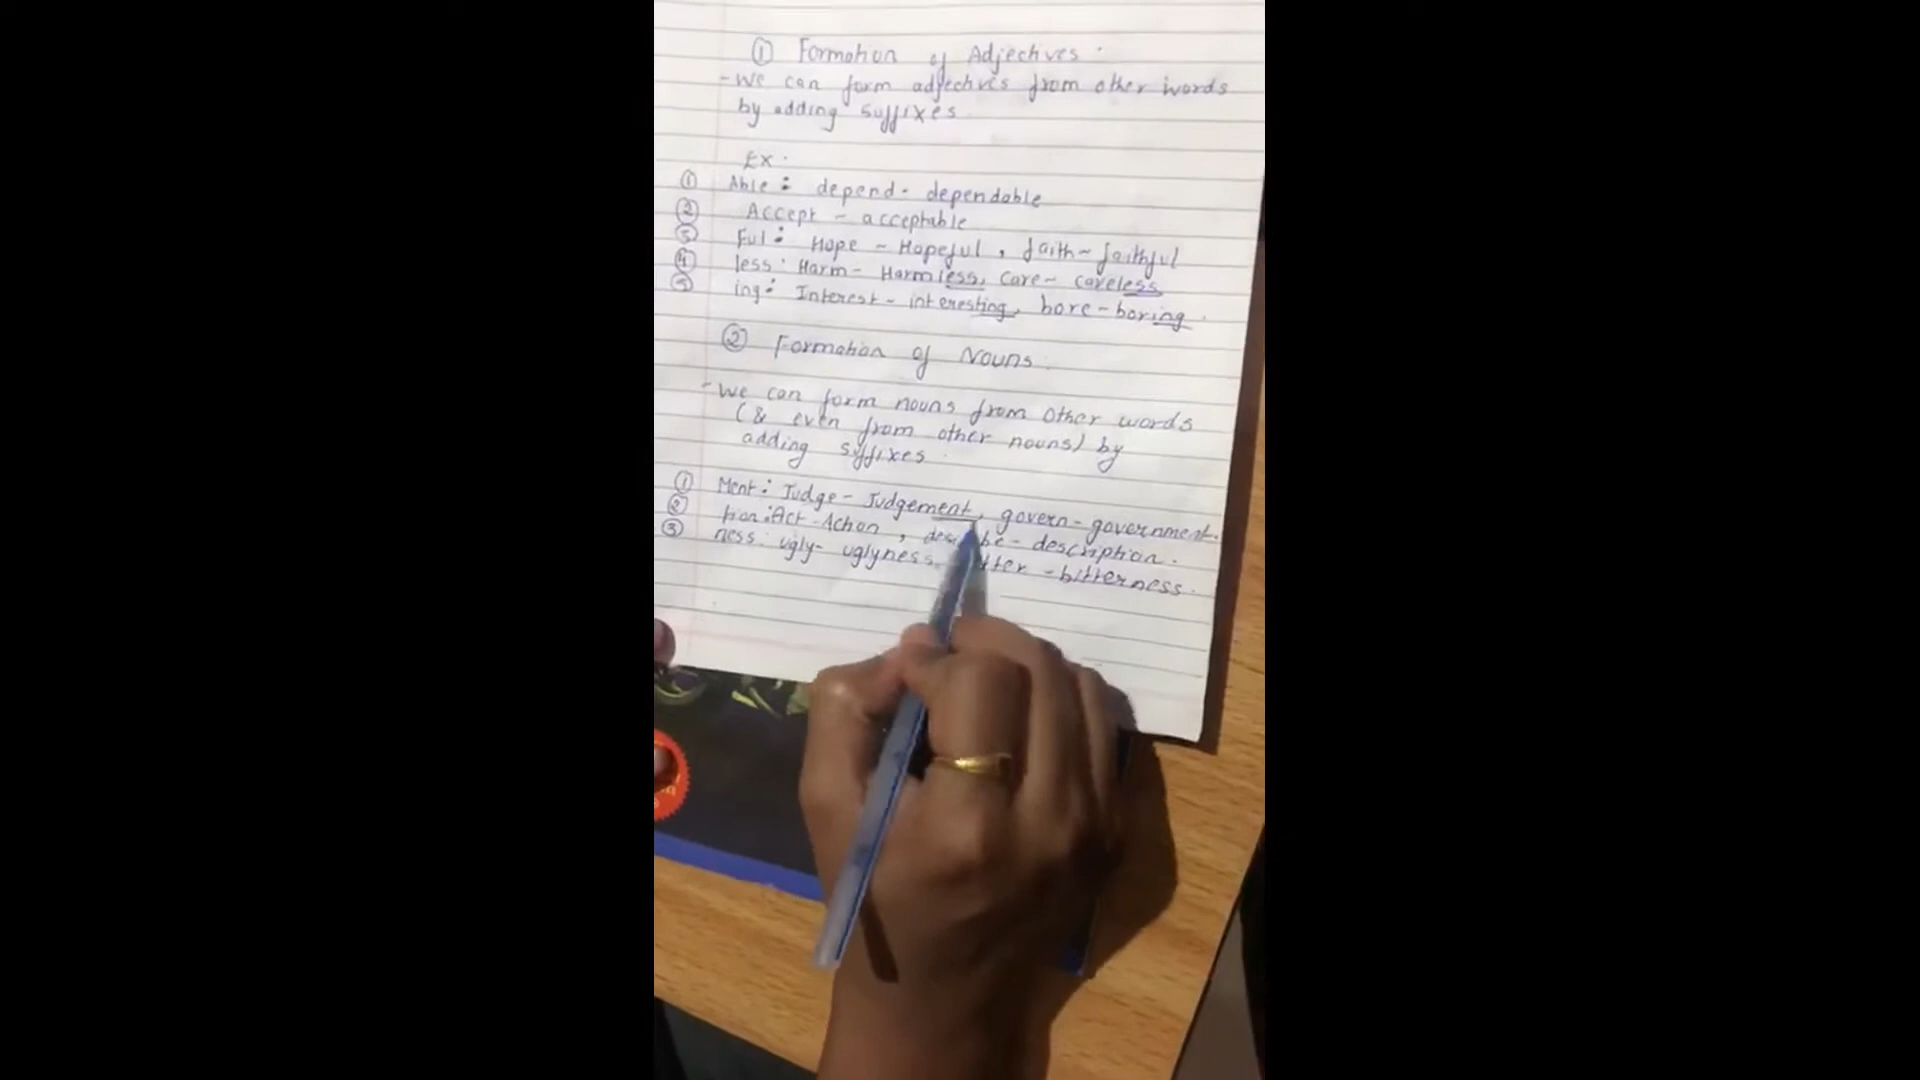 ① Formation of Adjectives.
- We can form adjectives from other words
by adding suffixes.
Ex.
① Able: depend - dependable
② Accept - acceptable
③ Ful: Hope - Hopeful, faith - faithful
④ less: Harm - Harmless, care - careless
⑤ ing: Interest - interesting, bore - boring.
② Formation of Nouns.
- We can form nouns from other words
(& even from other nouns) by
adding suffixes.
① Ment: Judge - Judgement, govern - government.
② tion: Act - Action, - description.
③ ness: ugly - uglyness, - bitterness.